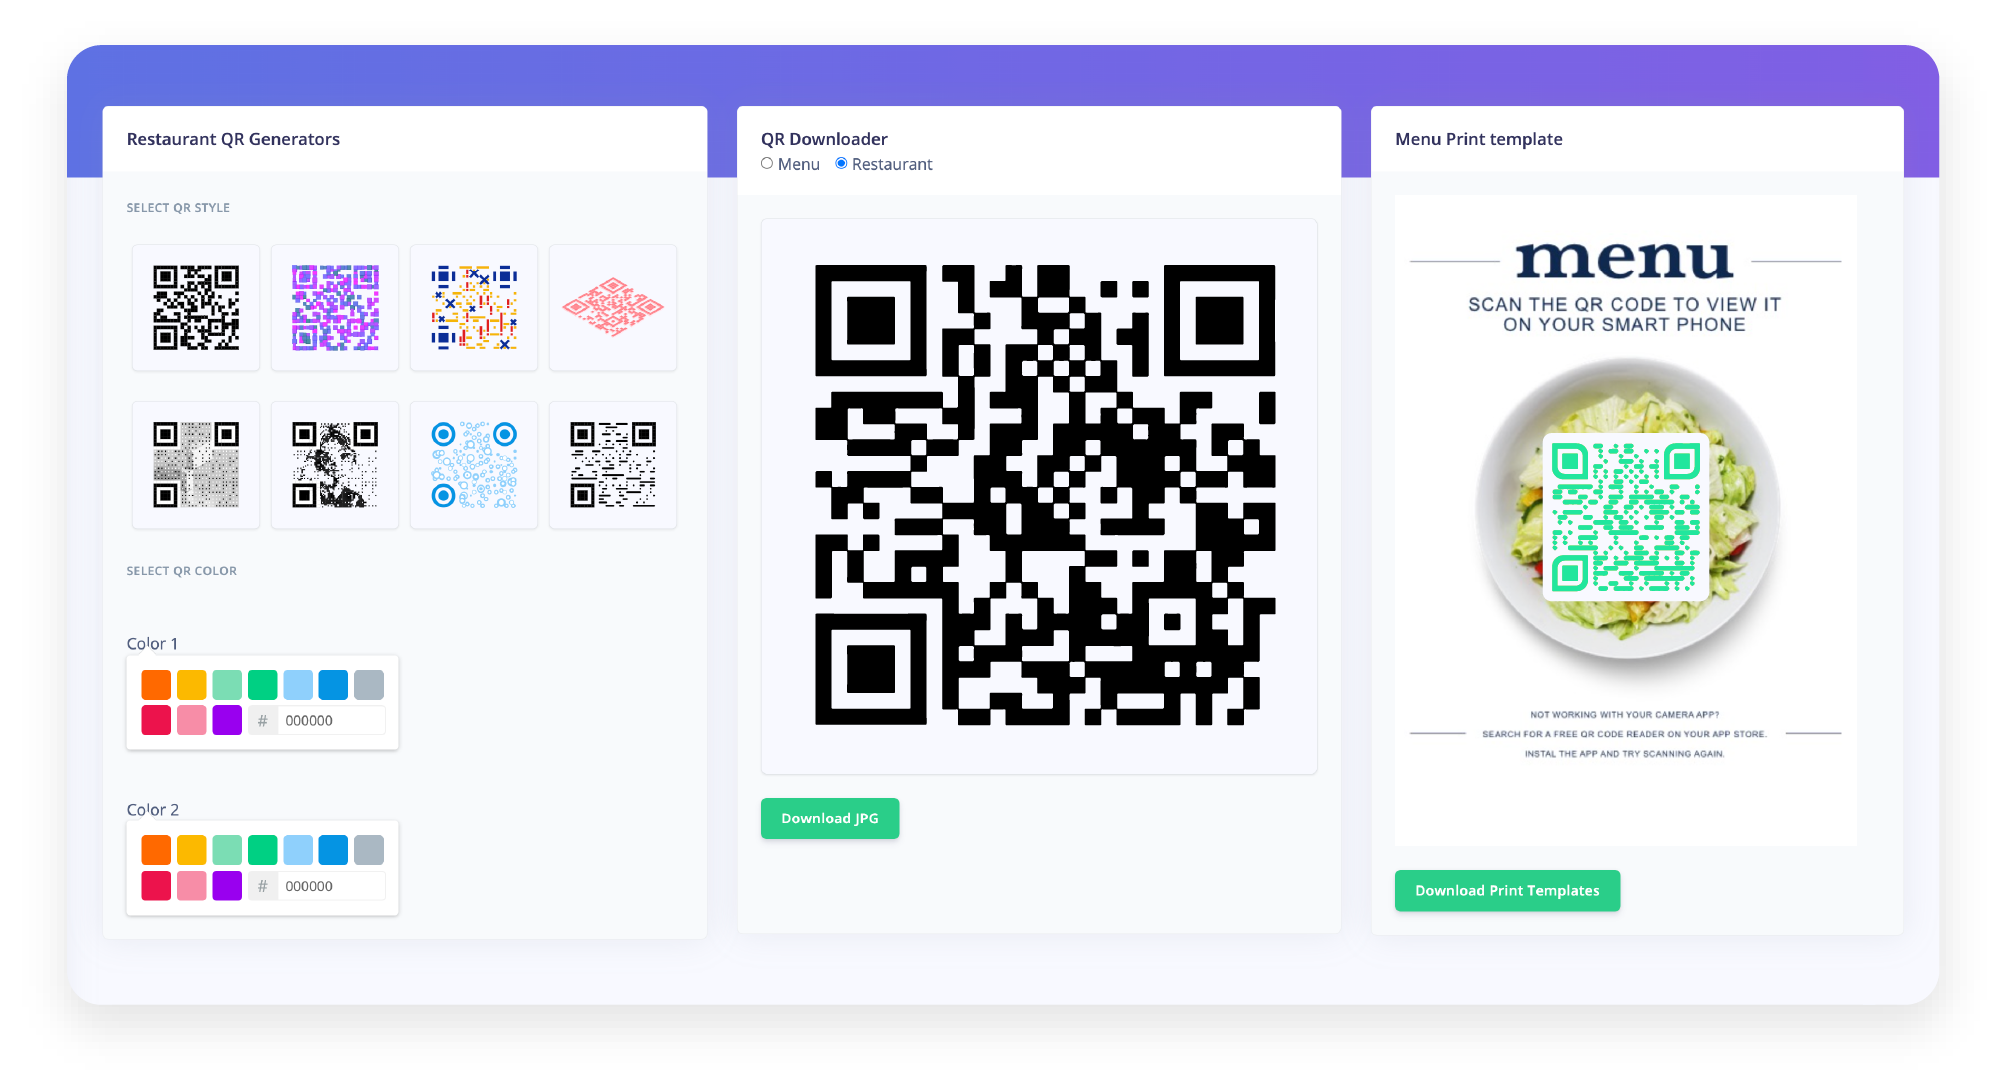 Restaurant QR Generators
SELECT QR STYLE
SELECT QR COLOR
Color 1
# 000000
Color 2
# 000000
QR Downloader
Menu Restaurant
Download JPG
Menu Print template
menu
SCAN THE QR CODE TO VIEW IT
ON YOUR SMART PHONE
NOT WORKING WITH YOUR CAMERA APP?
SEARCH FOR A FREE QR CODE READER ON YOUR APP STORE.
INSTAL THE APP AND TRY SCANNING AGAIN.
Download Print Templates